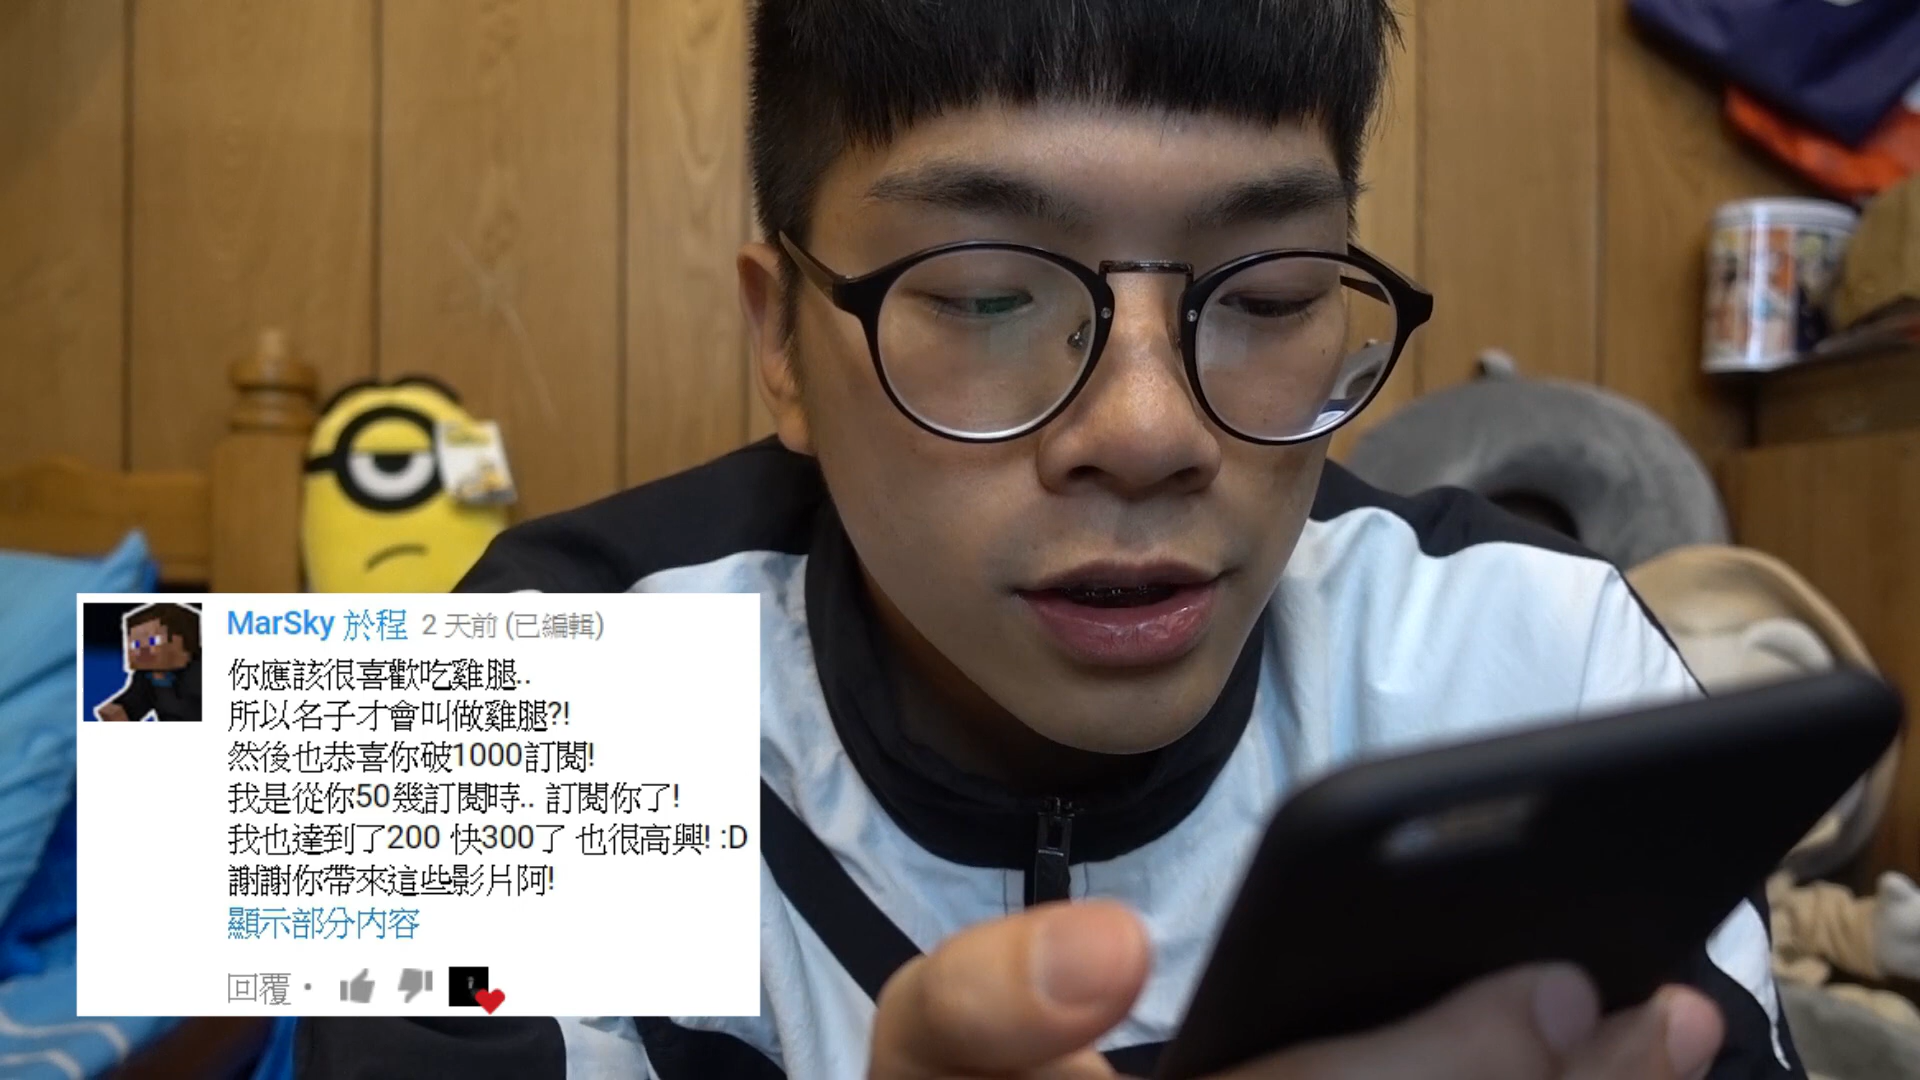 MarSky 於程 2 天前 (已編輯)
你應該很喜歡吃雞腿..
所以名子才會叫做雞腿?!
然後也恭喜你破1000訂閱!
我是從你50幾訂閱時.. 訂閱你了!
我也達到了200 快300了 也很高興! :D
謝謝你帶來這些影片阿!
顯示部分內容
回覆 ·